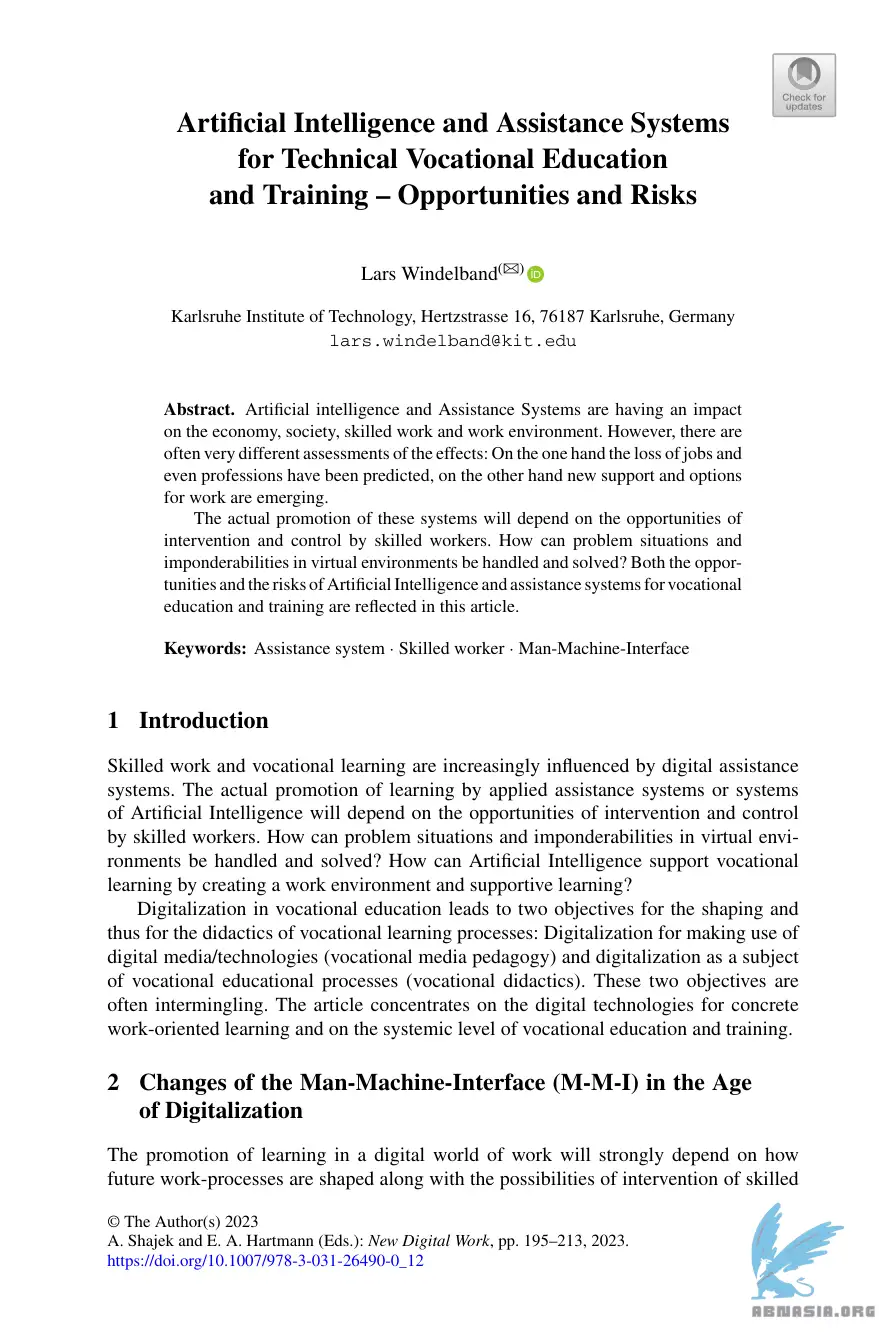 Check for
updates
Artificial Intelligence and Assistance Systems
for Technical Vocational Education
and Training – Opportunities and Risks
Lars Windelband(✉) iD
Karlsruhe Institute of Technology, Hertzstrasse 16, 76187 Karlsruhe, Germany
lars.windelband@kit.edu
Abstract. Artificial intelligence and Assistance Systems are having an impact
on the economy, society, skilled work and work environment. However, there are
often very different assessments of the effects: On the one hand the loss of jobs and
even professions have been predicted, on the other hand new support and options
for work are emerging.
The actual promotion of these systems will depend on the opportunities of
intervention and control by skilled workers. How can problem situations and
imponderabilities in virtual environments be handled and solved? Both the oppor-
tunities and the risks of Artificial Intelligence and assistance systems for vocational
education and training are reflected in this article.
Keywords: Assistance system · Skilled worker · Man-Machine-Interface
1 Introduction
Skilled work and vocational learning are increasingly influenced by digital assistance
systems. The actual promotion of learning by applied assistance systems or systems
of Artificial Intelligence will depend on the opportunities of intervention and control
by skilled workers. How can problem situations and imponderabilities in virtual envi-
ronments be handled and solved? How can Artificial Intelligence support vocational
learning by creating a work environment and supportive learning?
Digitalization in vocational education leads to two objectives for the shaping and
thus for the didactics of vocational learning processes: Digitalization for making use of
digital media/technologies (vocational media pedagogy) and digitalization as a subject
of vocational educational processes (vocational didactics). These two objectives are
often intermingling. The article concentrates on the digital technologies for concrete
work-oriented learning and on the systemic level of vocational education and training.
2 Changes of the Man-Machine-Interface (M-M-I) in the Age
of Digitalization
The promotion of learning in a digital world of work will strongly depend on how
future work-processes are shaped along with the possibilities of intervention of skilled
© The Author(s) 2023
A. Shajek and E. A. Hartmann (Eds.): New Digital Work, pp. 195–213, 2023.
https://doi.org/10.1007/978-3-031-26490-0_12
ABNASIA.ORG